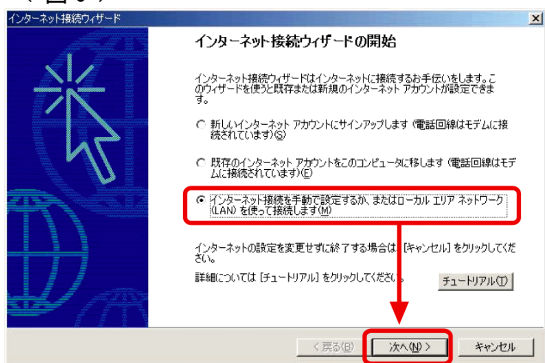 インターネット接続ウィザード
インターネット接続ウィザードの開始
インターネット接続ウィザードはインターネットに接続するお手伝いをします。こ
のウィザードを使うと既存または新規のインターネット アカウントが設定できま
す。
新しいインターネット アカウントにサインアップします (電話回線はモデムに接
続されています)(S)
既存のインターネット アカウントをこのコンピュータに移します (電話回線はモデ
ムに接続されています)(E)
インターネット接続を手動で設定するか、またはローカル エリア ネットワーク
(LAN) を使って接続します(M)
インターネットの設定を変更せずに終了する場合は、[キャンセル] をクリックしてくだ
さい。
詳細については [チュートリアル] をクリックしてください。
チュートリアル(T)
< 戻る(B)
次へ(N) >
キャンセル